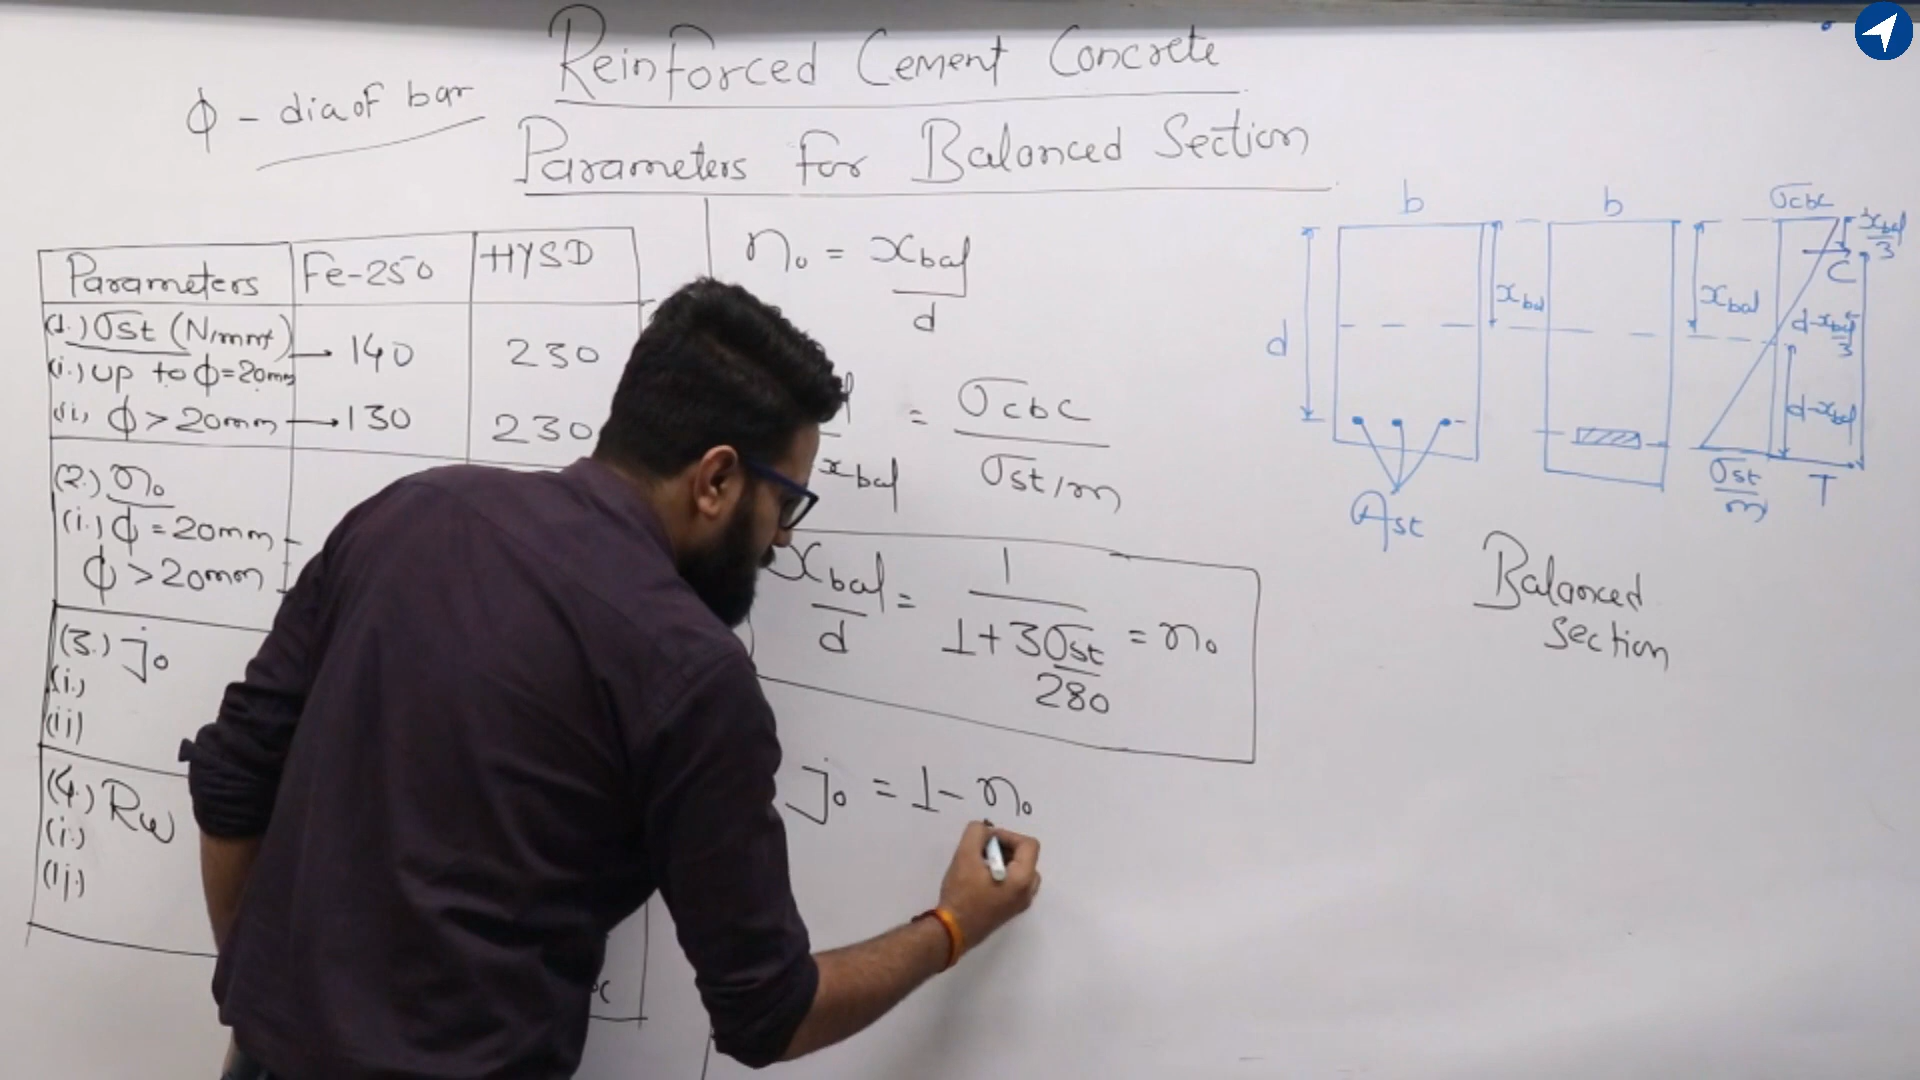 Reinforced Cement Concrete
ϕ - dia of bar
Parameters for Balanced Section
Parameters Fe-250 HYSD
(1.) σst (N/mm²)
(i.) up to ϕ=20mm → 140 230
(ii) ϕ > 20mm → 130 230
(2.) n₀
(i.) ϕ = 20mm
ϕ > 20mm
(3.) j₀
(i.)
(ii)
(4.) Rω
(i.)
(ii.)
n₀ = xbal
d
= σcbc
xbal σst/m
xbal = 1 = n₀
d 1+3σst
280
j₀ = 1 - n₀
b
d
xbal
Ast
b
xbal
σcbc
xbal
3
C
d-xbal
3
d-xbal
σst
m
T
Balanced
Section